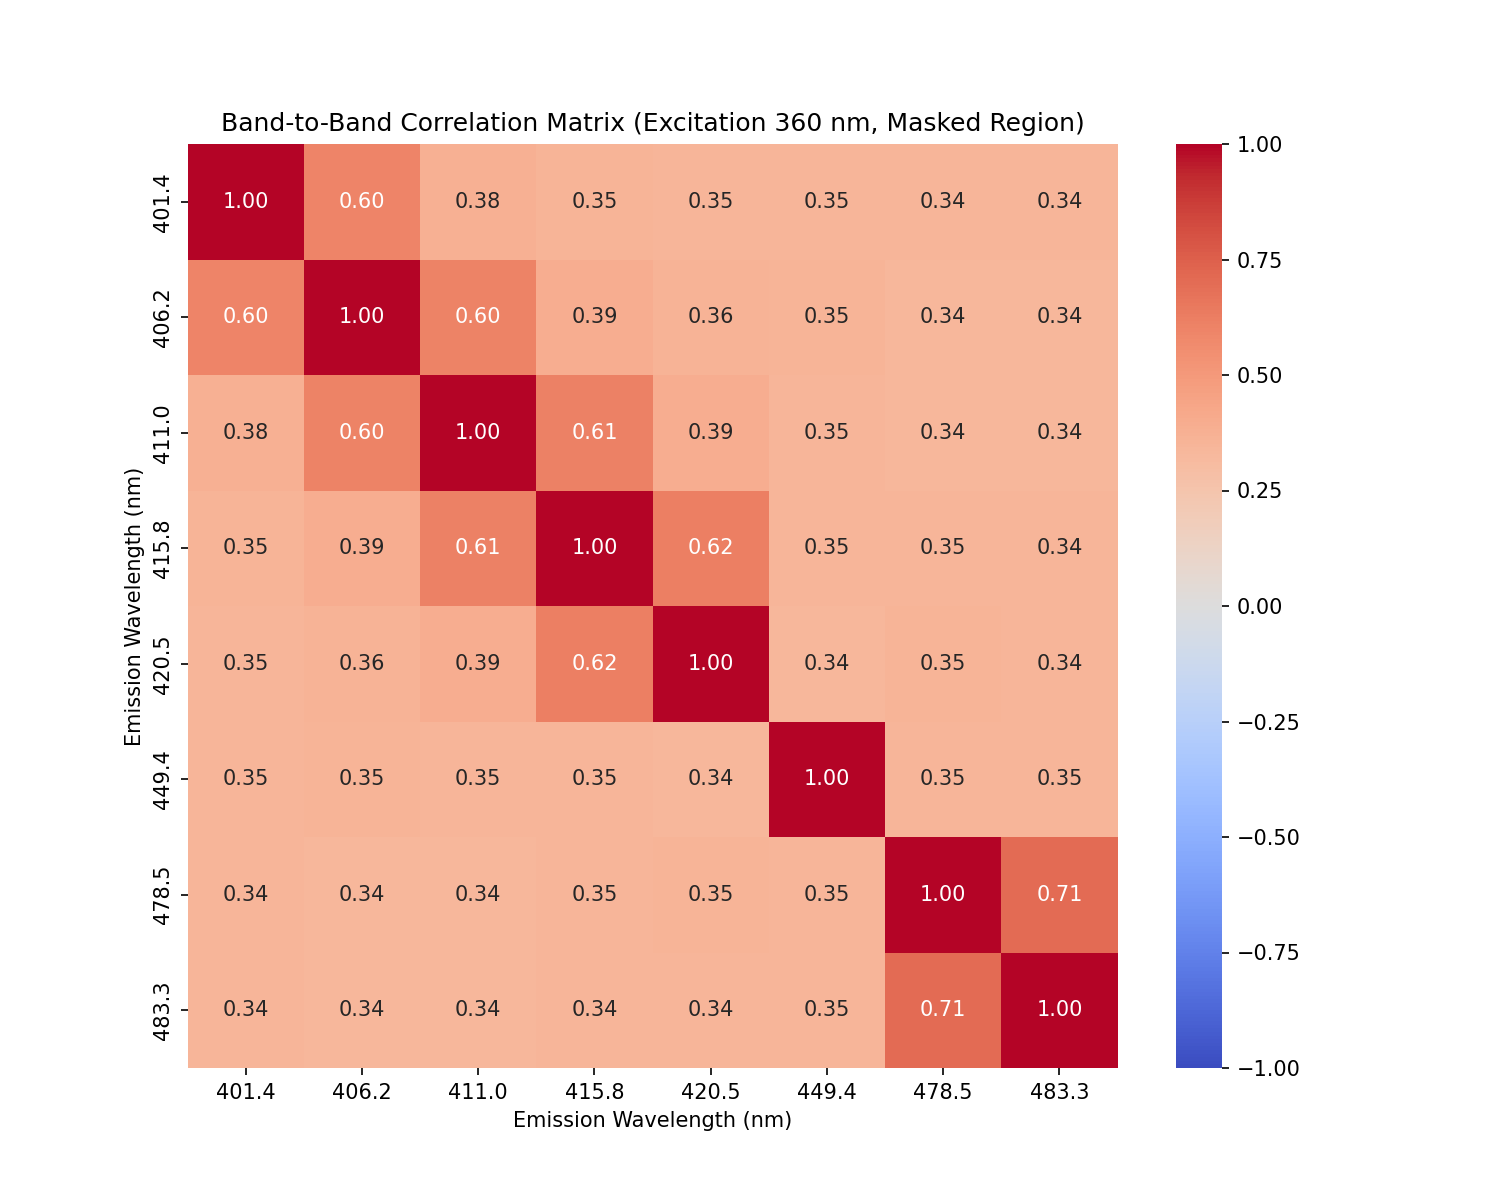 Band-to-Band Correlation Matrix (Excitation 360 nm, Masked Region)
401.4 1.00 0.60 0.38 0.35 0.35 0.35 0.34 0.34
406.2 0.60 1.00 0.60 0.39 0.36 0.35 0.34 0.34
411.0 0.38 0.60 1.00 0.61 0.39 0.35 0.34 0.34
415.8 0.35 0.39 0.61 1.00 0.62 0.35 0.35 0.34
420.5 0.35 0.36 0.39 0.62 1.00 0.34 0.35 0.34
449.4 0.35 0.35 0.35 0.35 0.34 1.00 0.35 0.35
478.5 0.34 0.34 0.34 0.35 0.35 0.35 1.00 0.71
483.3 0.34 0.34 0.34 0.34 0.34 0.35 0.71 1.00
401.4 406.2 411.0 415.8 420.5 449.4 478.5 483.3
Emission Wavelength (nm)
Emission Wavelength (nm)
1.00
0.75
0.50
0.25
0.00
−0.25
−0.50
−0.75
−1.00